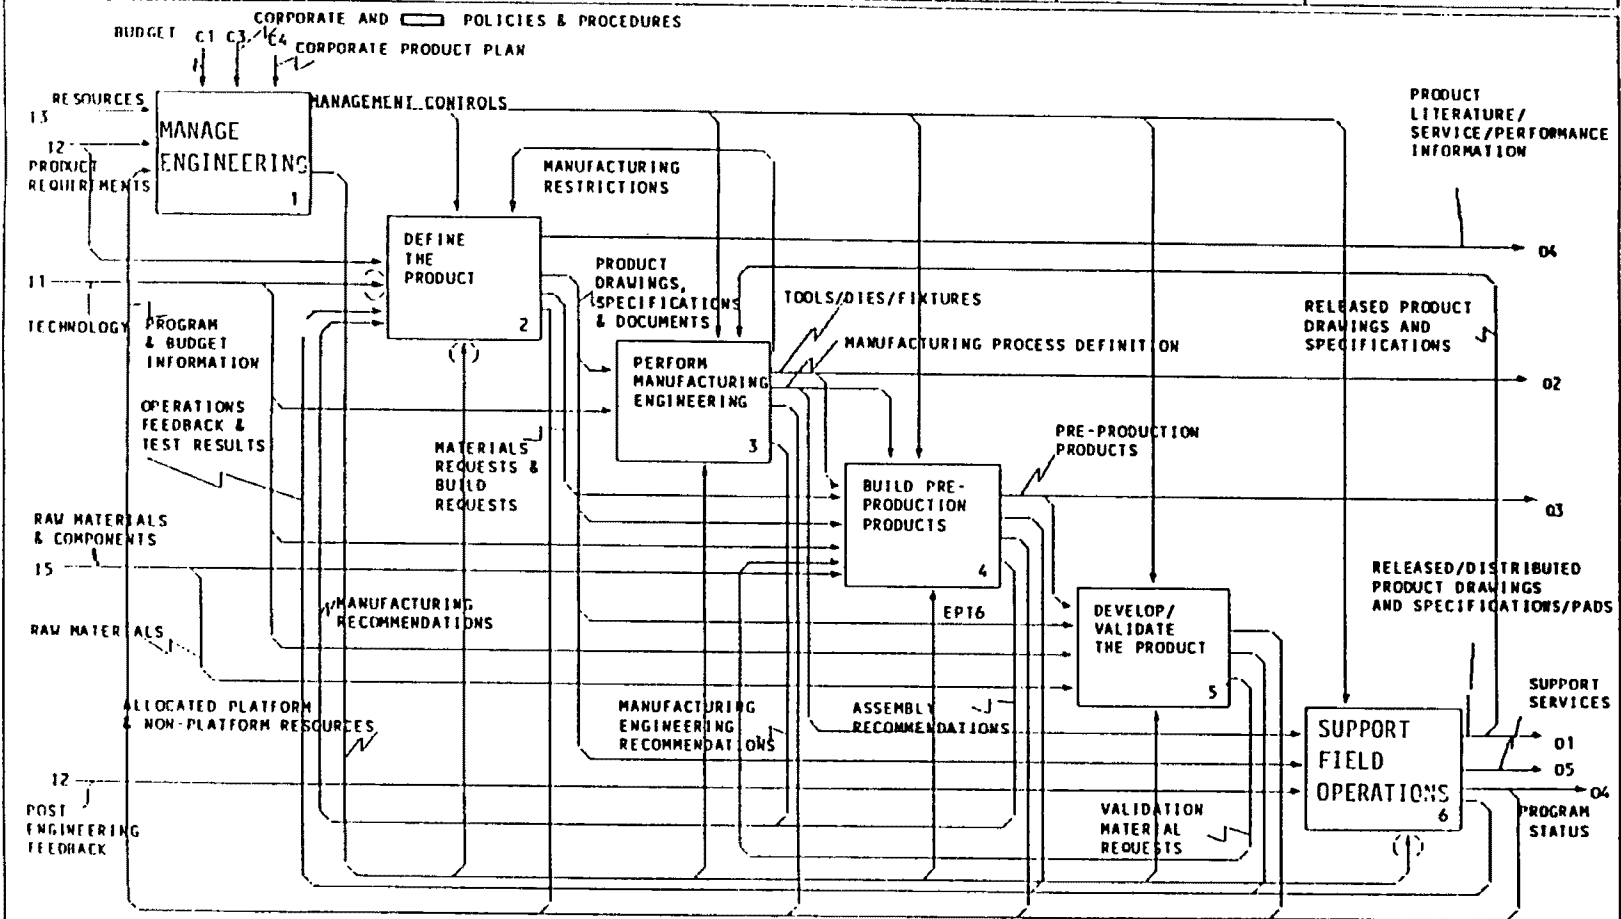 CORPORATE AND POLICIES & PROCEDURES
BUDGET C1 C3 C4
CORPORATE PRODUCT PLAN
RESOURCES
I3
MANAGEMENT CONTROLS
MANAGE
ENGINEERING
1
I2
PRODUCT
REQUIREMENTS
PRODUCT
LITERATURE/
SERVICE/PERFORMANCE
INFORMATION
MANUFACTURING
RESTRICTIONS
DEFINE
THE
PRODUCT
2
O4
I1
TECHNOLOGY
PROGRAM
& BUDGET
INFORMATION
PRODUCT
DRAWINGS,
SPECIFICATIONS
& DOCUMENTS
TOOLS/DIES/FIXTURES
RELEASED PRODUCT
DRAWINGS AND
SPECIFICATIONS
MANUFACTURING PROCESS DEFINITION
PERFORM
MANUFACTURING
ENGINEERING
3
O2
OPERATIONS
FEEDBACK &
TEST RESULTS
MATERIALS
REQUESTS &
BUILD
REQUESTS
PRE-PRODUCTION
PRODUCTS
BUILD PRE-
PRODUCTION
PRODUCTS
4
O3
RAW MATERIALS
& COMPONENTS
I5
RELEASED/DISTRIBUTED
PRODUCT DRAWINGS
AND SPECIFICATIONS/PADS
MANUFACTURING
RECOMMENDATIONS
EPT6
DEVELOP/
VALIDATE
THE PRODUCT
5
RAW MATERIALS
ALLOCATED PLATFORM
& NON-PLATFORM RESOURCES
MANUFACTURING
ENGINEERING
RECOMMENDATIONS
ASSEMBLY
RECOMMENDATIONS
SUPPORT
SERVICES
SUPPORT
FIELD
OPERATIONS
6
O1
O5
O4
PROGRAM
STATUS
I2
POST
ENGINEERING
FEEDBACK
VALIDATION
MATERIAL
REQUESTS